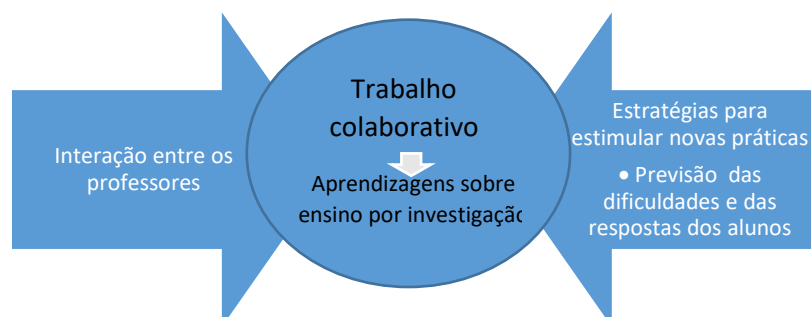 Interação entre os
professores
Trabalho
colaborativo
Aprendizagens sobre
ensino por investigação
Estratégias para
estimular novas práticas
• Previsão das
dificuldades e das
respostas dos alunos